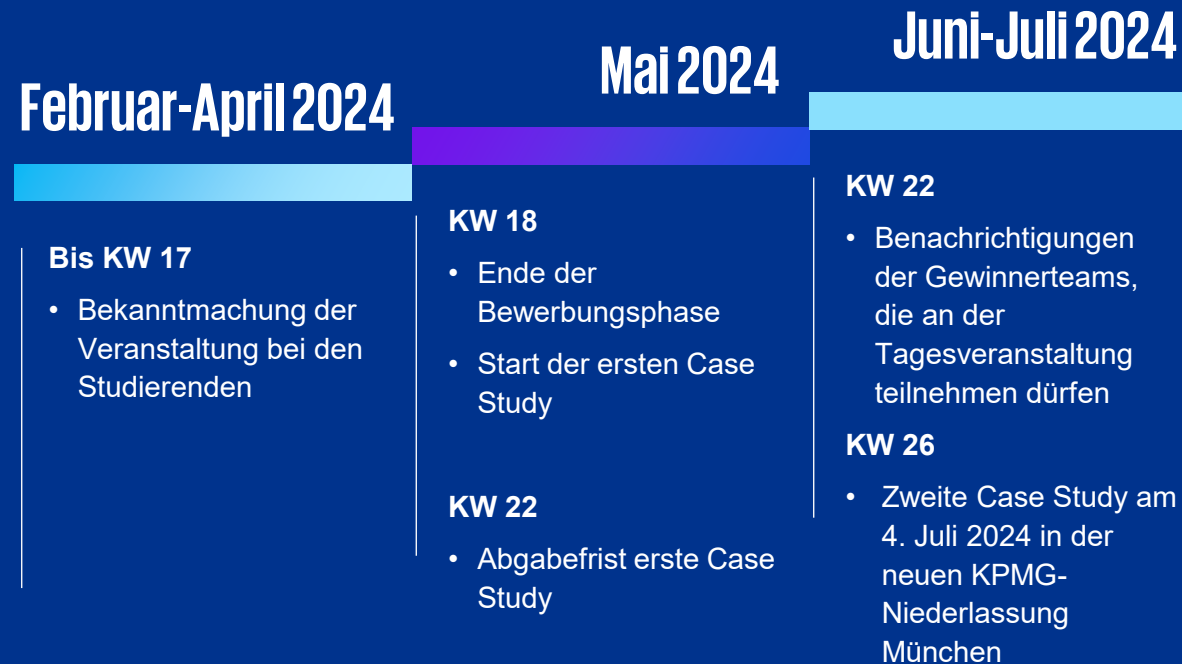 Februar-April 2024
Bis KW 17
• Bekanntmachung der
Veranstaltung bei den
Studierenden
Mai 2024
KW 18
• Ende der
Bewerbungsphase
• Start der ersten Case
Study
KW 22
• Abgabefrist erste Case
Study
Juni-Juli 2024
KW 22
• Benachrichtigungen
der Gewinnerteams,
die an der
Tagesveranstaltung
teilnehmen dürfen
KW 26
• Zweite Case Study am
4. Juli 2024 in der
neuen KPMG-
Niederlassung
München